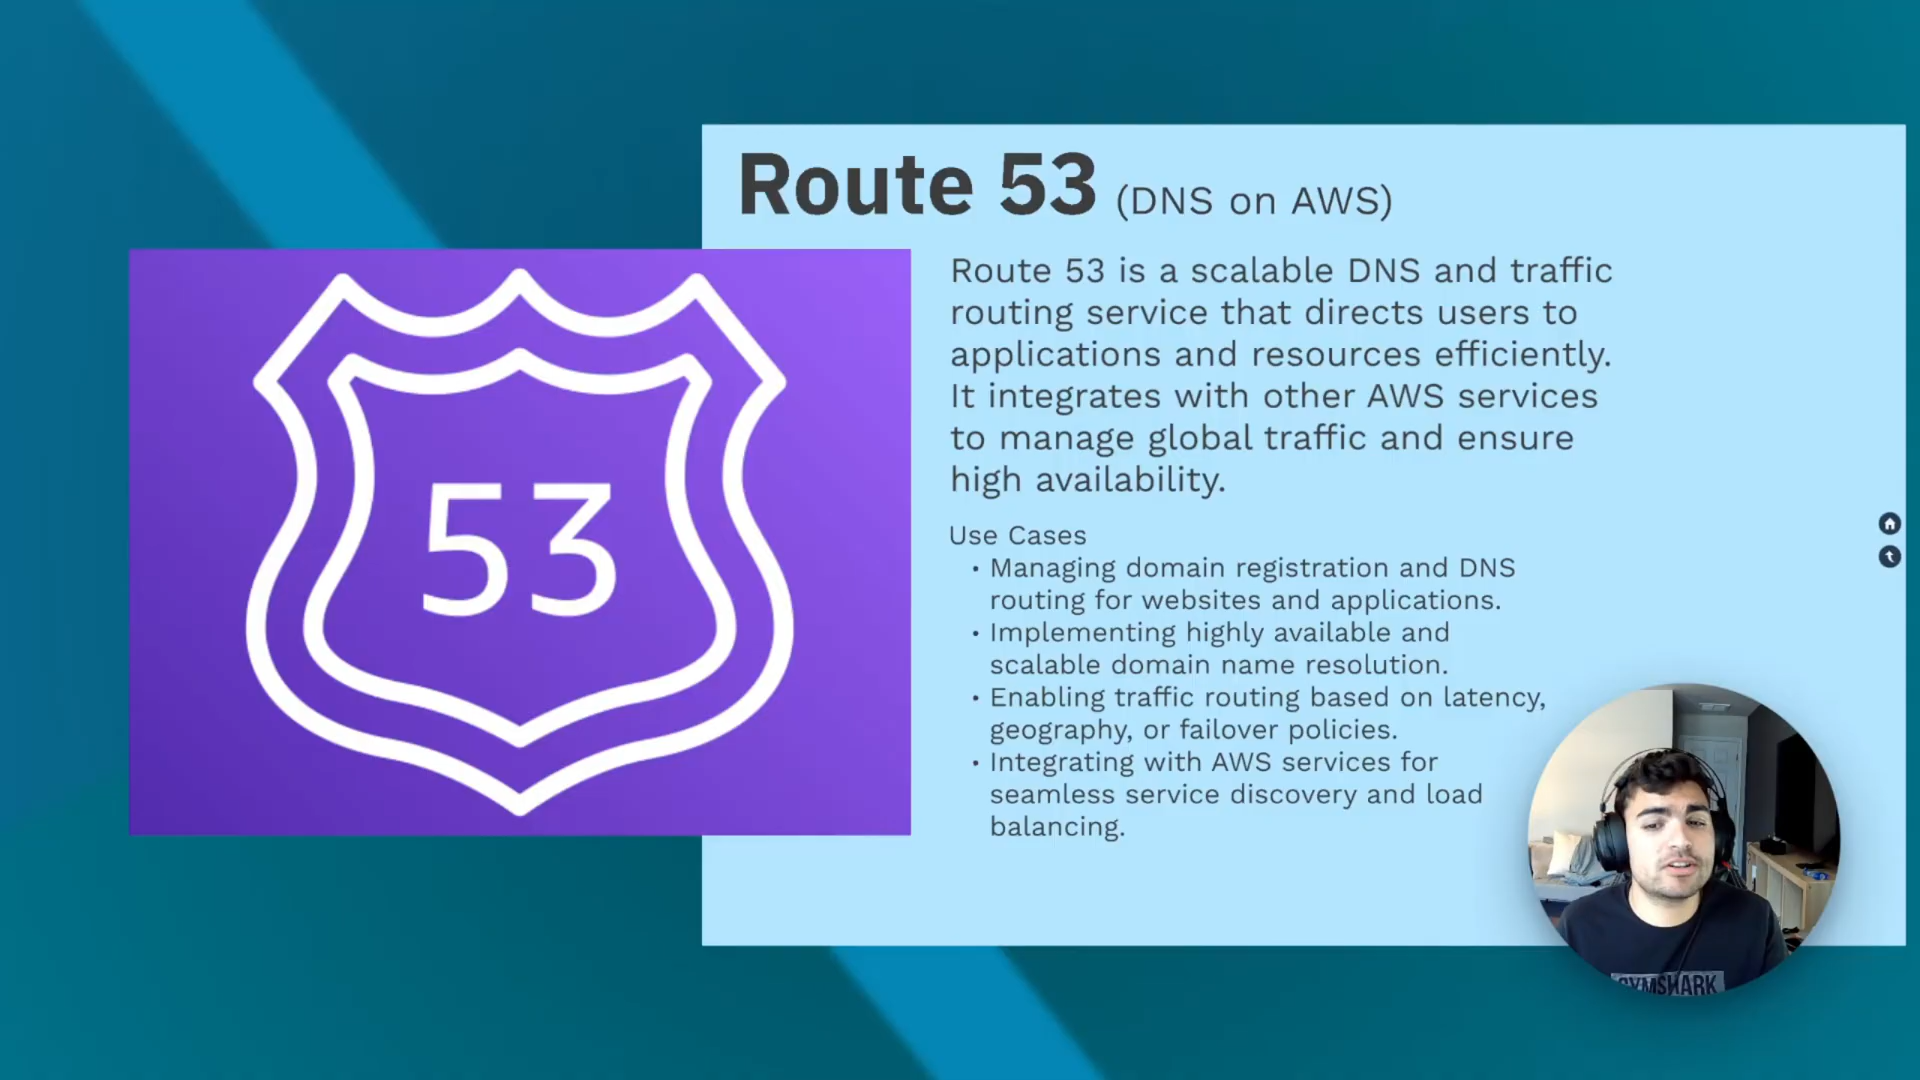 Route 53 (DNS on AWS)
53
Route 53 is a scalable DNS and traffic
routing service that directs users to
applications and resources efficiently.
It integrates with other AWS services
to manage global traffic and ensure
high availability.
Use Cases
• Managing domain registration and DNS
routing for websites and applications.
• Implementing highly available and
scalable domain name resolution.
• Enabling traffic routing based on latency,
geography, or failover policies.
• Integrating with AWS services for
seamless service discovery and load
balancing.
GYMSHARK